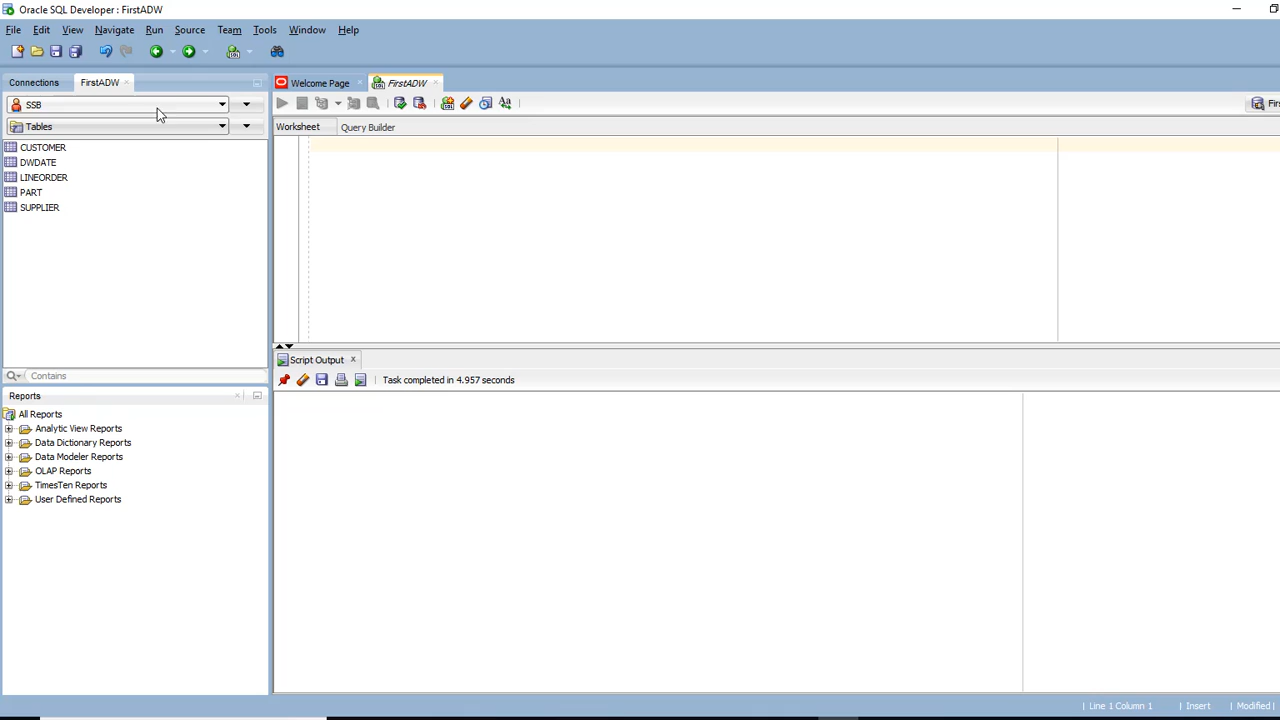 Oracle SQL Developer : FirstADW
File Edit View Navigate Run Source Team Tools Window Help
Connections FirstADW
SSB
Tables
CUSTOMER
DWDATE
LINEORDER
PART
SUPPLIER
Contains
Reports
All Reports
Analytic View Reports
Data Dictionary Reports
Data Modeler Reports
OLAP Reports
TimesTen Reports
User Defined Reports
Welcome Page FirstADW
Aa
Worksheet Query Builder
Script Output
Task completed in 4.957 seconds
Line 1 Column 1 Insert Modified